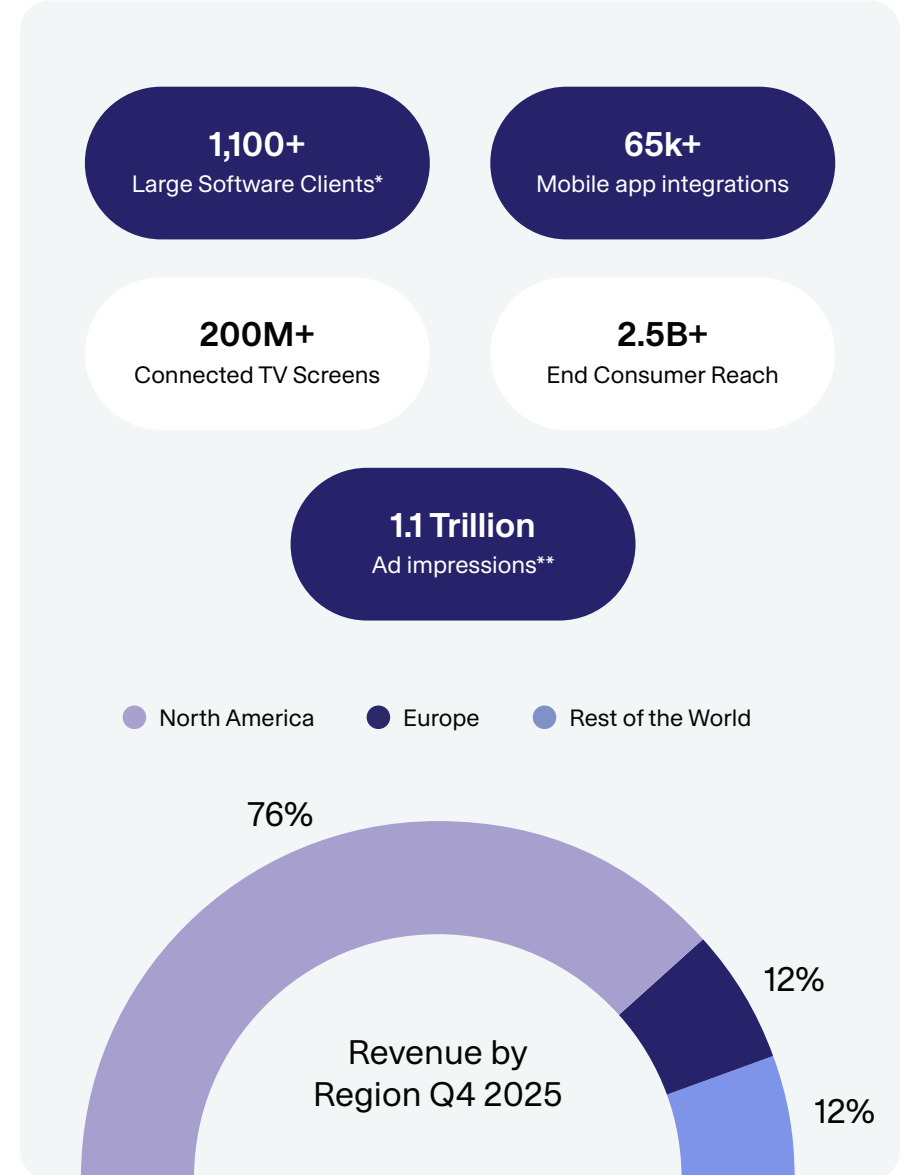 1,100+
Large Software Clients*
65k+
Mobile app integrations
200M+
Connected TV Screens
2.5B+
End Consumer Reach
1.1 Trillion
Ad impressions**
North America
Europe
Rest of the World
76%
12%
Revenue by
Region Q4 2025
12%